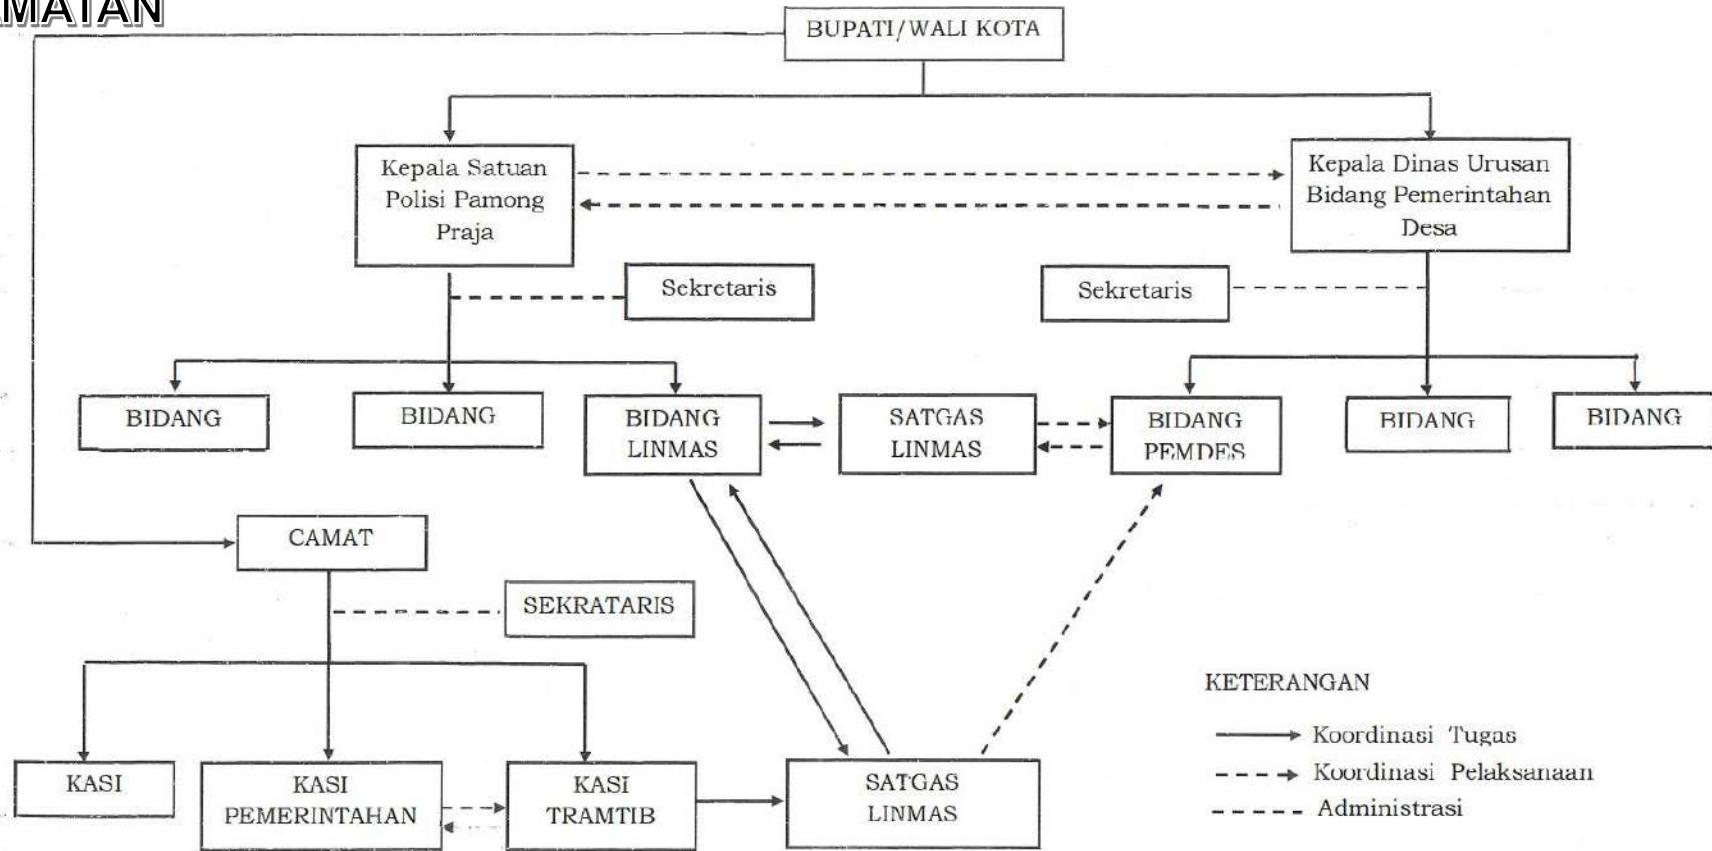 AMATAN
BUPATI/WALI KOTA
Kepala Satuan
Polisi Pamong
Praja
Kepala Dinas Urusan
Bidang Pemerintahan
Desa
Sekretaris
Sekretaris
BIDANG
BIDANG
BIDANG
LINMAS
SATGAS
LINMAS
BIDANG
PEMDES
BIDANG
BIDANG
CAMAT
SEKRATARIS
KASI
KASI
PEMERINTAHAN
KASI
TRAMTIB
SATGAS
LINMAS
KETERANGAN
Koordinasi Tugas
Koordinasi Pelaksanaan
Administrasi